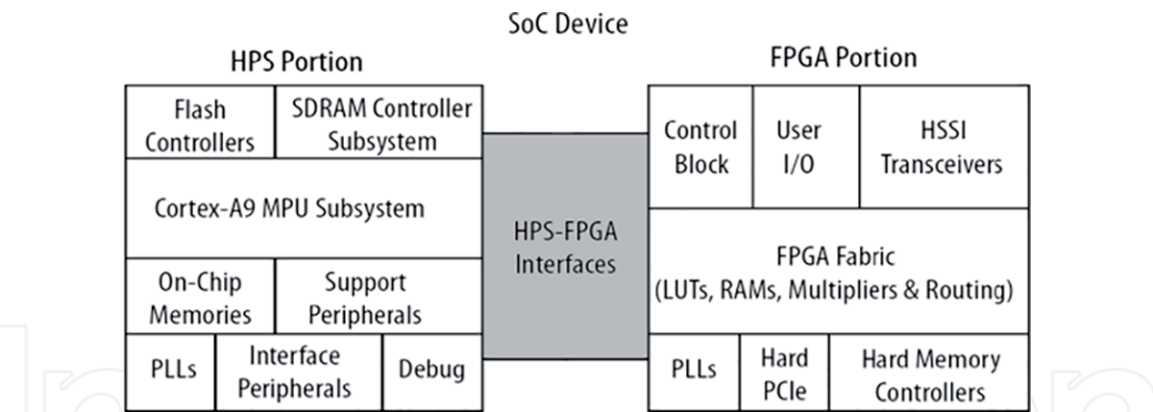 SoC Device
HPS Portion
FPGA Portion
Flash
Controllers
SDRAM Controller
Subsystem
Cortex-A9 MPU Subsystem
On-Chip
Memories
Support
Peripherals
PLLs
Interface
Peripherals
Debug
HPS-FPGA
Interfaces
Control
Block
User
I/O
HSSI
Transceivers
FPGA Fabric
(LUTs, RAMs, Multipliers & Routing)
PLLs
Hard
PCIe
Hard Memory
Controllers